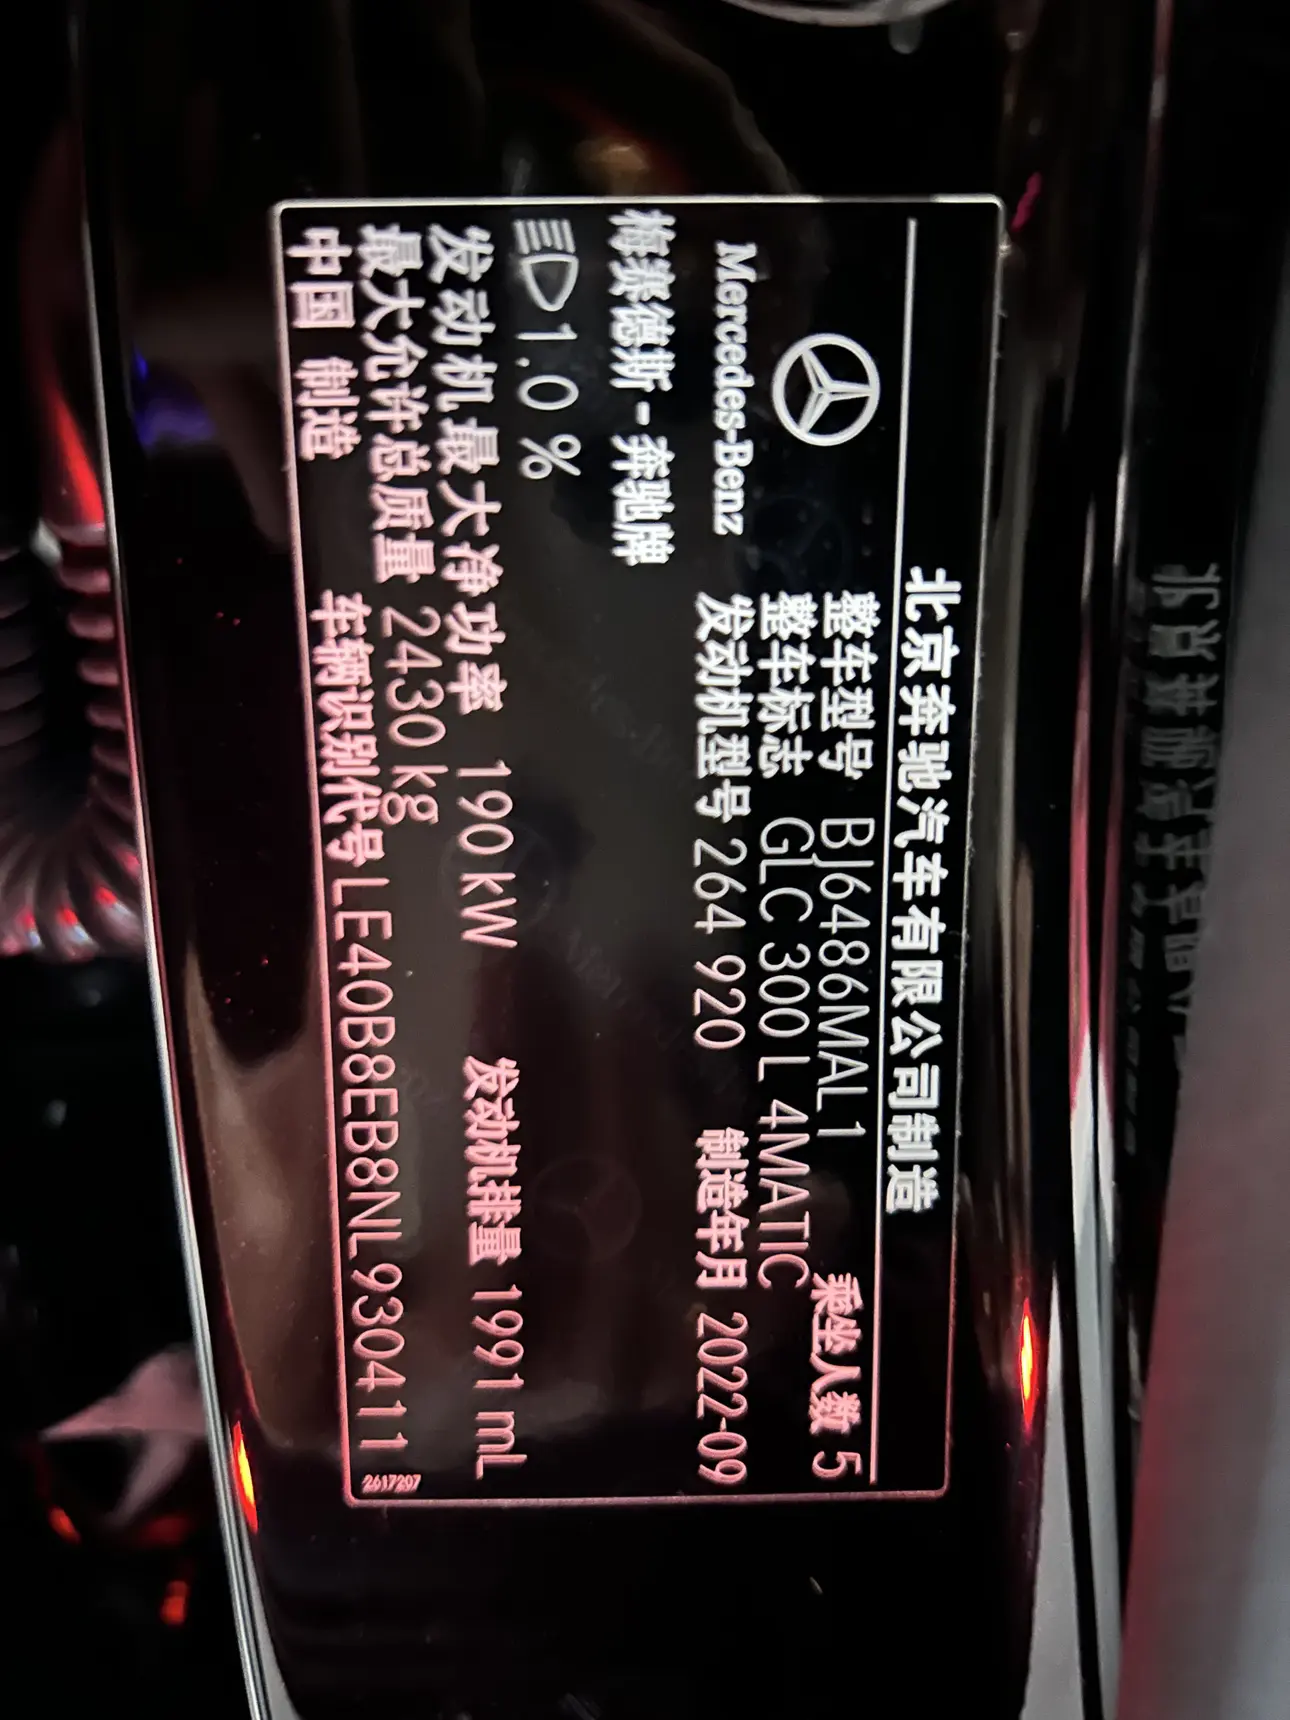 北京奔驰汽车有限公司制造
整车型号 BJ6486MAL1 乘坐人数 5
整车标志 GLC 300 L 4MATIC
Mercedes-Benz 发动机型号 264 920 制造年月 2022-09
梅赛德斯-奔驰牌
1.0 %
发动机最大净功率 190 kW 发动机排量 1991 mL
最大允许总质量 2430 kg
中国 制造 车辆识别代号 LE40B8EB8NL930411
2617207